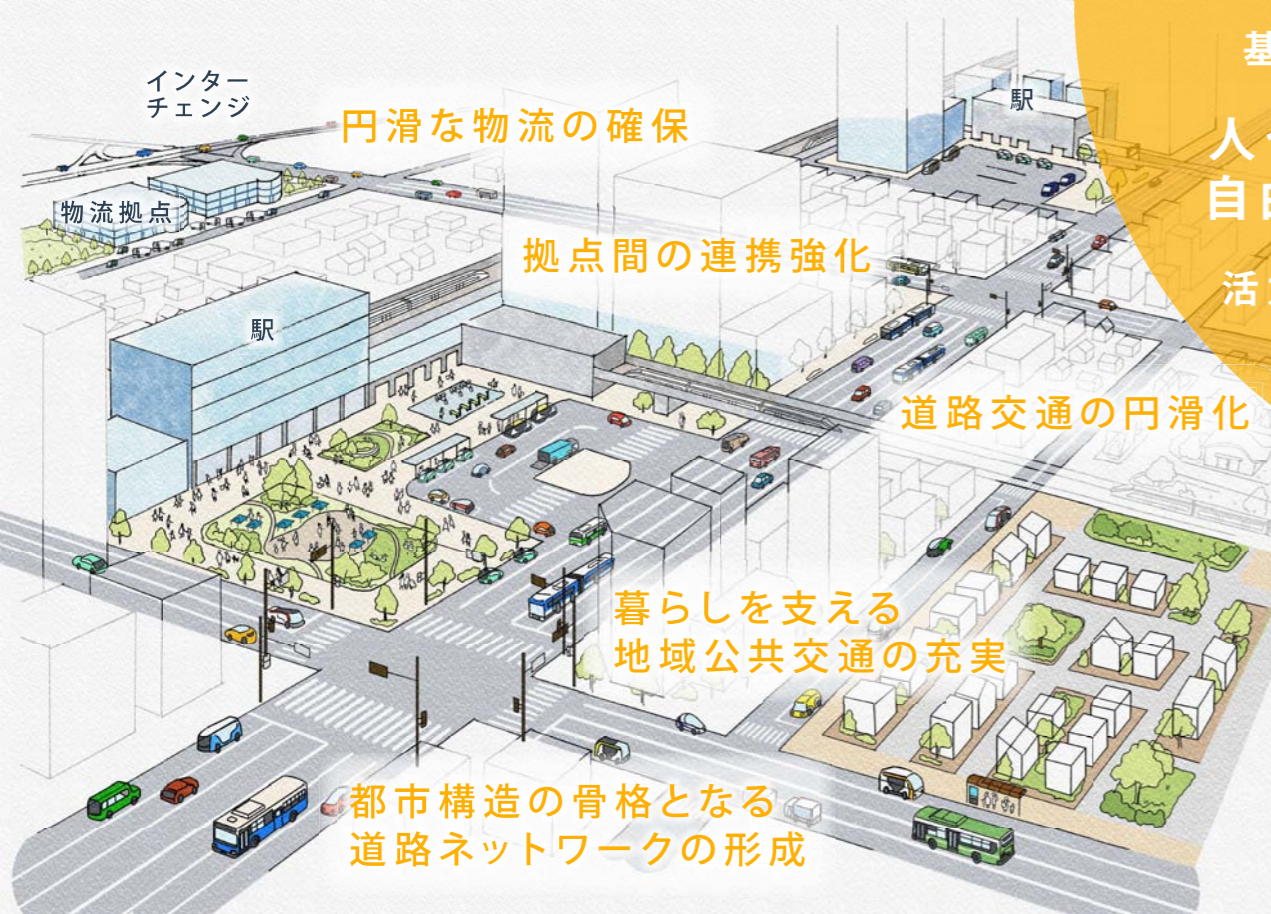 インター
チェンジ
円滑な物流の確保
駅
物流拠点
拠点間の連携強化
駅
道路交通の円滑化
暮らしを支える
地域公共交通の充実
都市構造の骨格となる
道路ネットワークの形成
基
人
自由
活